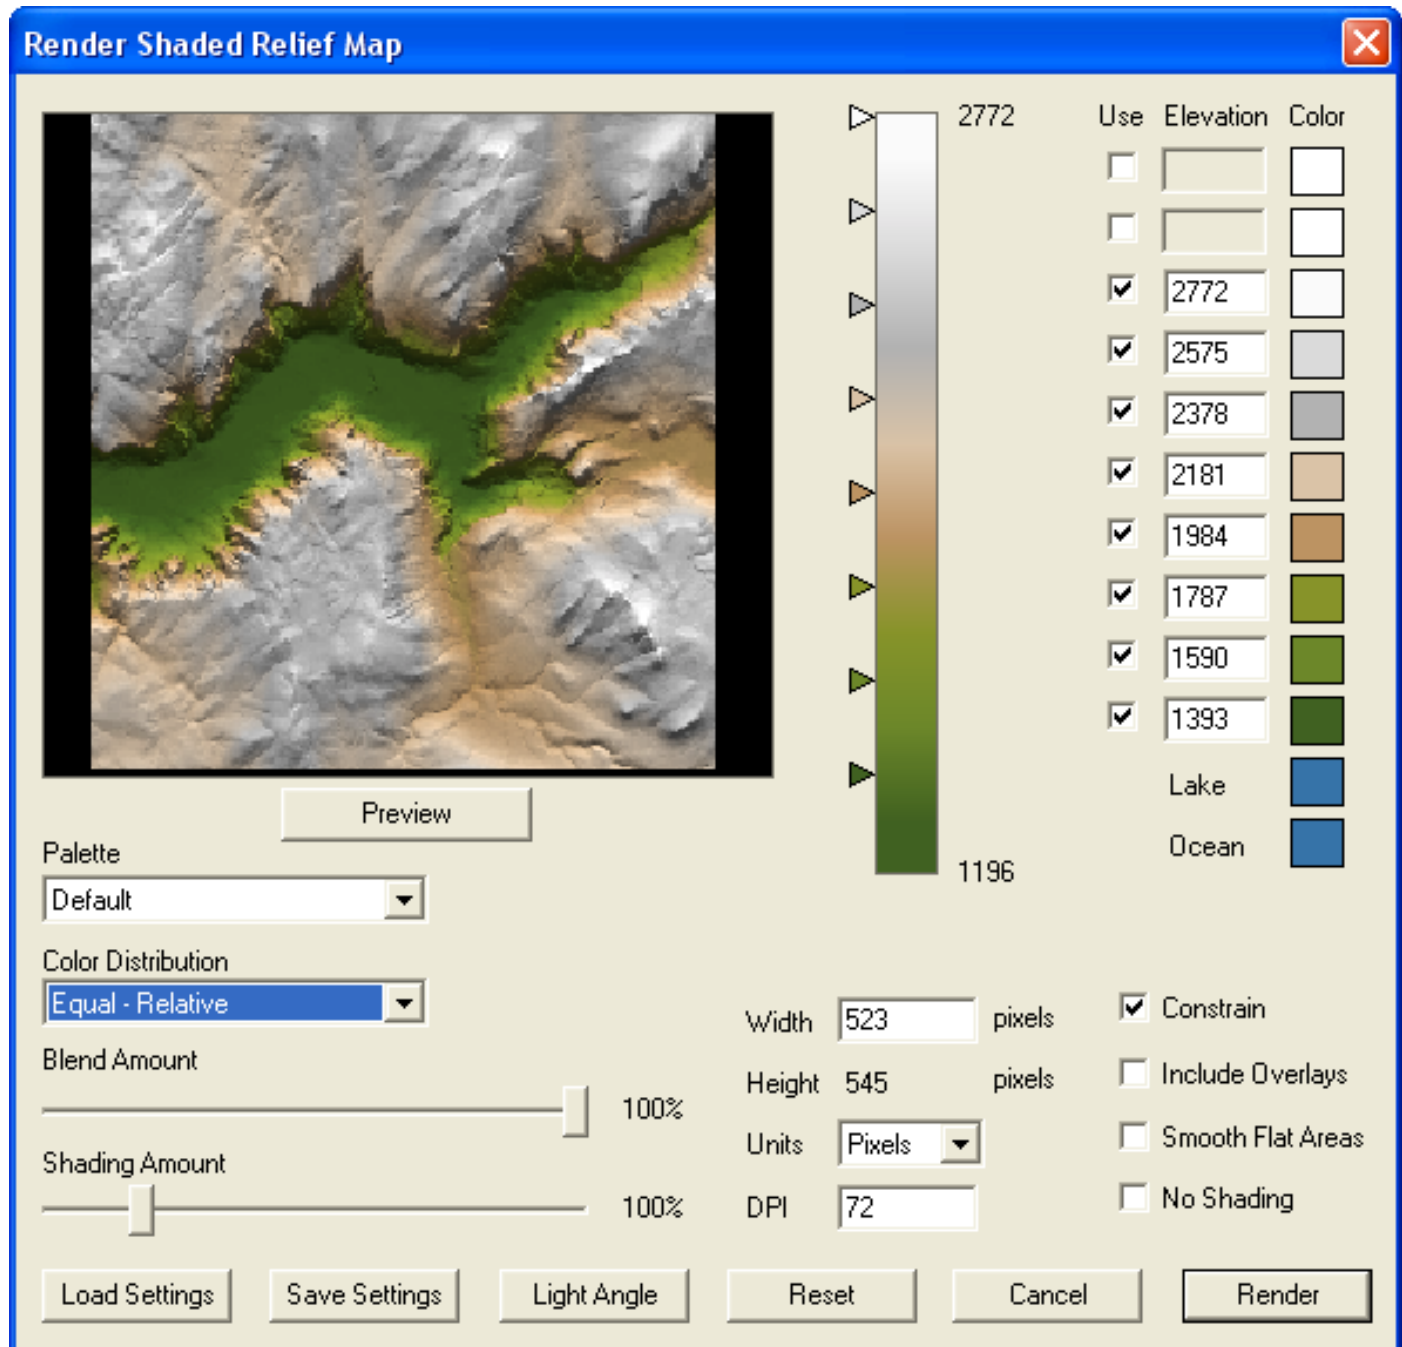 Render Shaded Relief Map
2772
Use Elevation Color
2772
2575
2378
2181
1984
1787
1590
1393
Lake
Ocean
1196
Preview
Palette
Default
Color Distribution
Equal - Relative
Blend Amount
100%
Shading Amount
100%
Width 523 pixels
Height 545 pixels
Units Pixels
DPI 72
Constrain
Include Overlays
Smooth Flat Areas
No Shading
Load Settings Save Settings Light Angle Reset Cancel Render